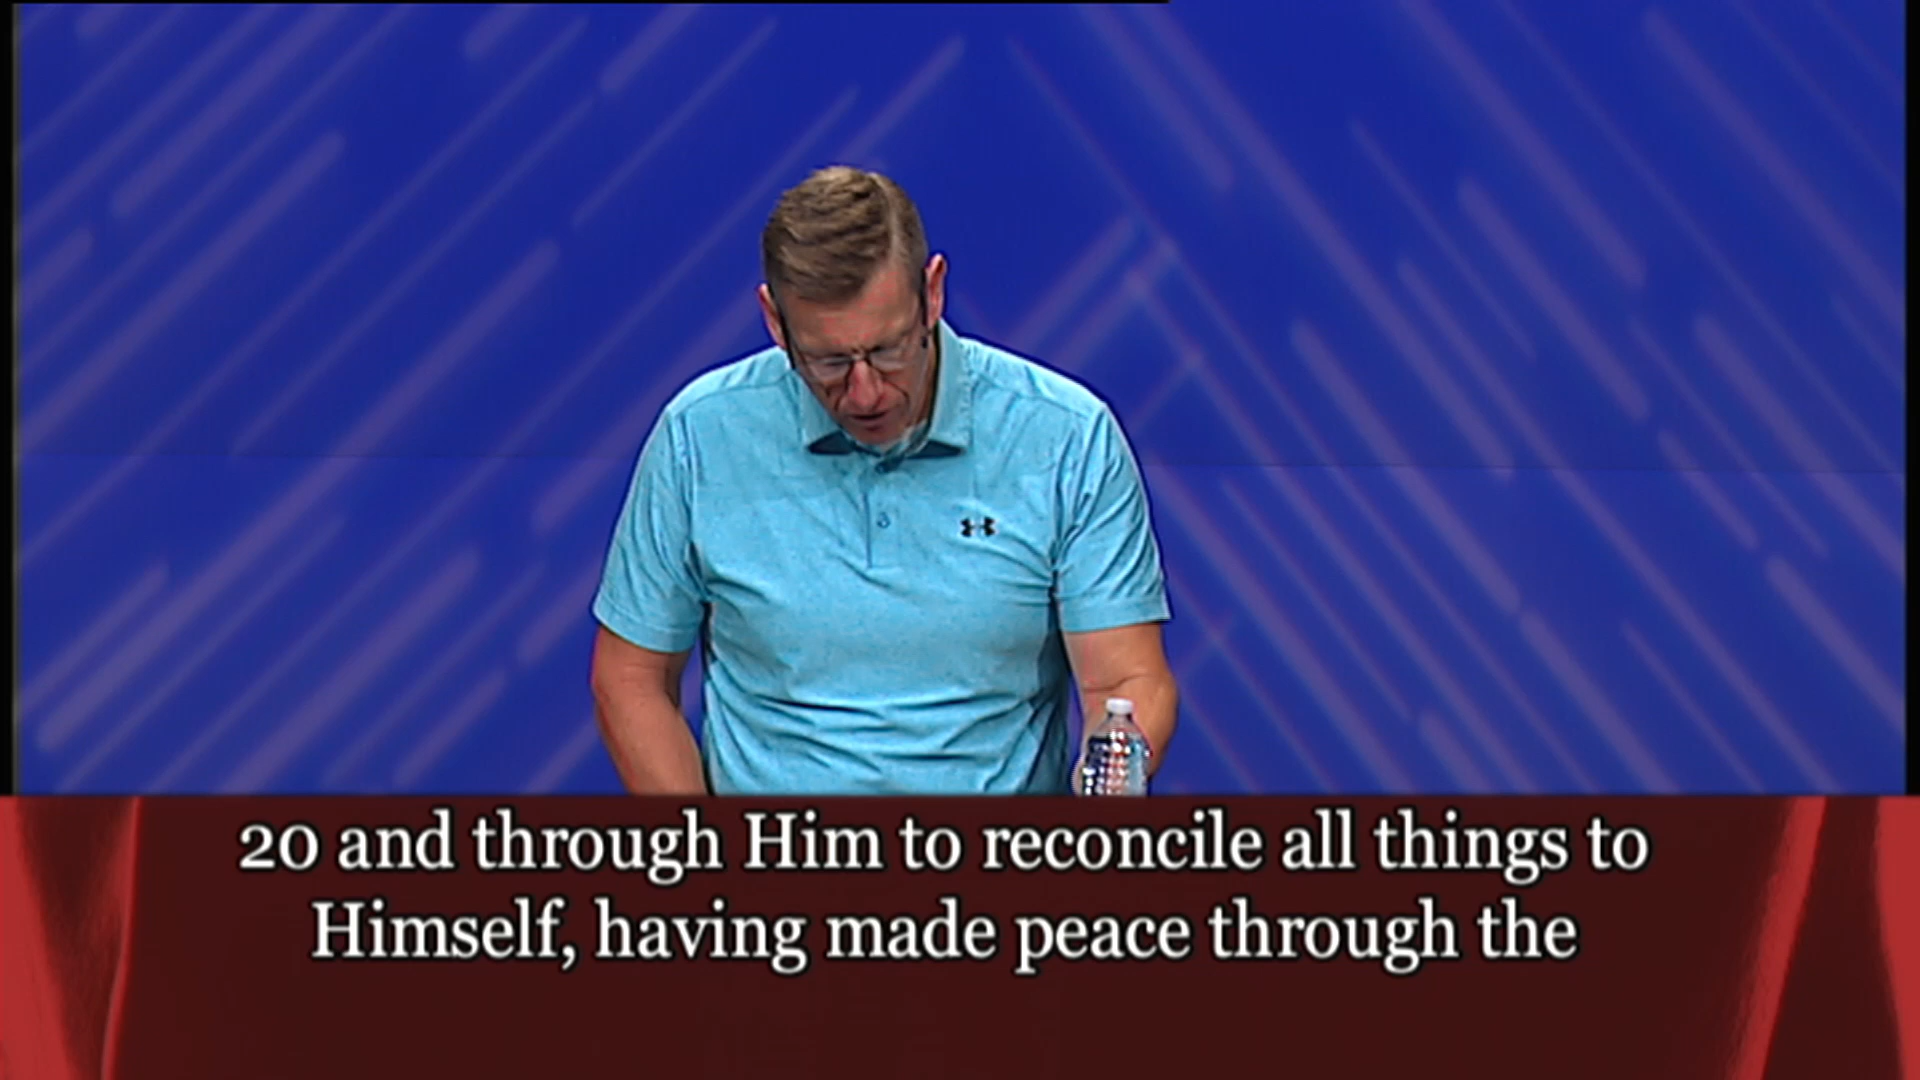 20 and through Him to reconcile all things to
Himself, having made peace through the